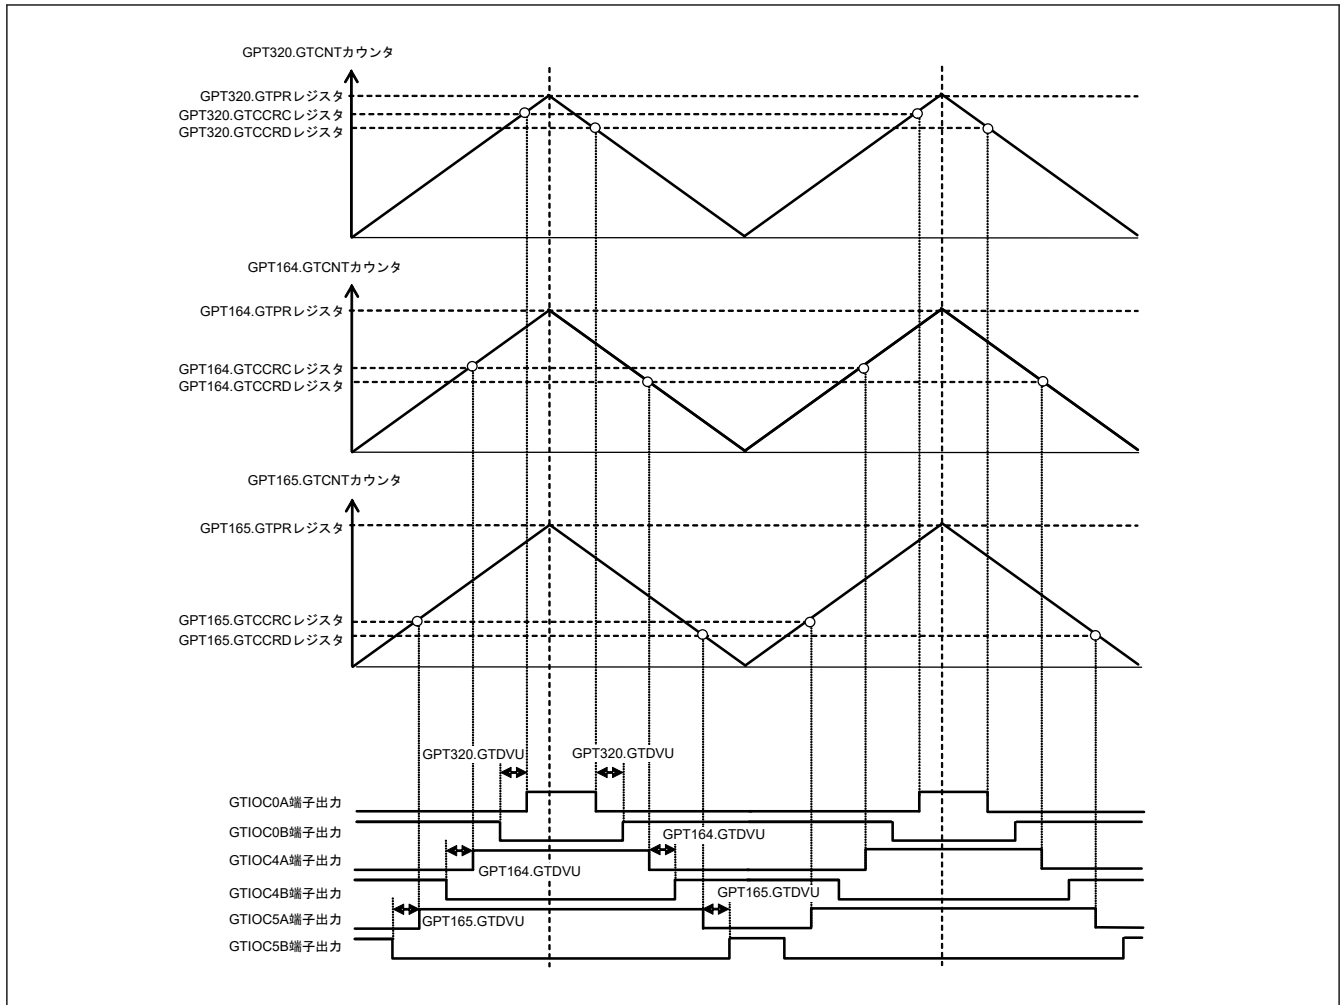 GPT320.GTCNTカウンタ
GPT320.GTPRレジスタ
GPT320.GTCCRCレジスタ
GPT320.GTCCRDレジスタ
GPT164.GTCNTカウンタ
GPT164.GTPRレジスタ
GPT164.GTCCRCレジスタ
GPT164.GTCCRDレジスタ
GPT165.GTCNTカウンタ
GPT165.GTPRレジスタ
GPT165.GTCCRCレジスタ
GPT165.GTCCRDレジスタ
GPT320.GTDVU
GPT320.GTDVU
GTIOC0A端子出力
GTIOC0B端子出力
GPT164.GTDVU
GTIOC4A端子出力
GPT164.GTDVU
GTIOC4B端子出力
GPT165.GTDVU
GTIOC5A端子出力
GPT165.GTDVU
GTIOC5B端子出力